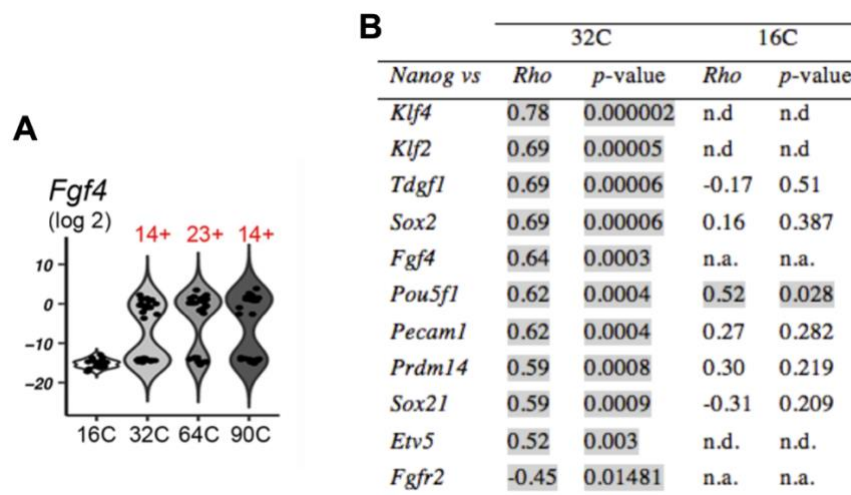 A
Fgf4
(log 2)
14+ 23+ 14+
10
0
-10
-20
16C 32C 64C 90C
B
32C 16C
Nanog vs Rho p-value Rho p-value
Klf4 0.78 0.000002 n.d n.d
Klf2 0.69 0.00005 n.d n.d
Tdgf1 0.69 0.00006 -0.17 0.51
Sox2 0.69 0.00006 0.16 0.387
Fgf4 0.64 0.0003 n.a. n.a.
Pou5f1 0.62 0.0004 0.52 0.028
Pecam1 0.62 0.0004 0.27 0.282
Prdm14 0.59 0.0008 0.30 0.219
Sox21 0.59 0.0009 -0.31 0.209
Etv5 0.52 0.003 n.d. n.d.
Fgfr2 -0.45 0.01481 n.a. n.a.